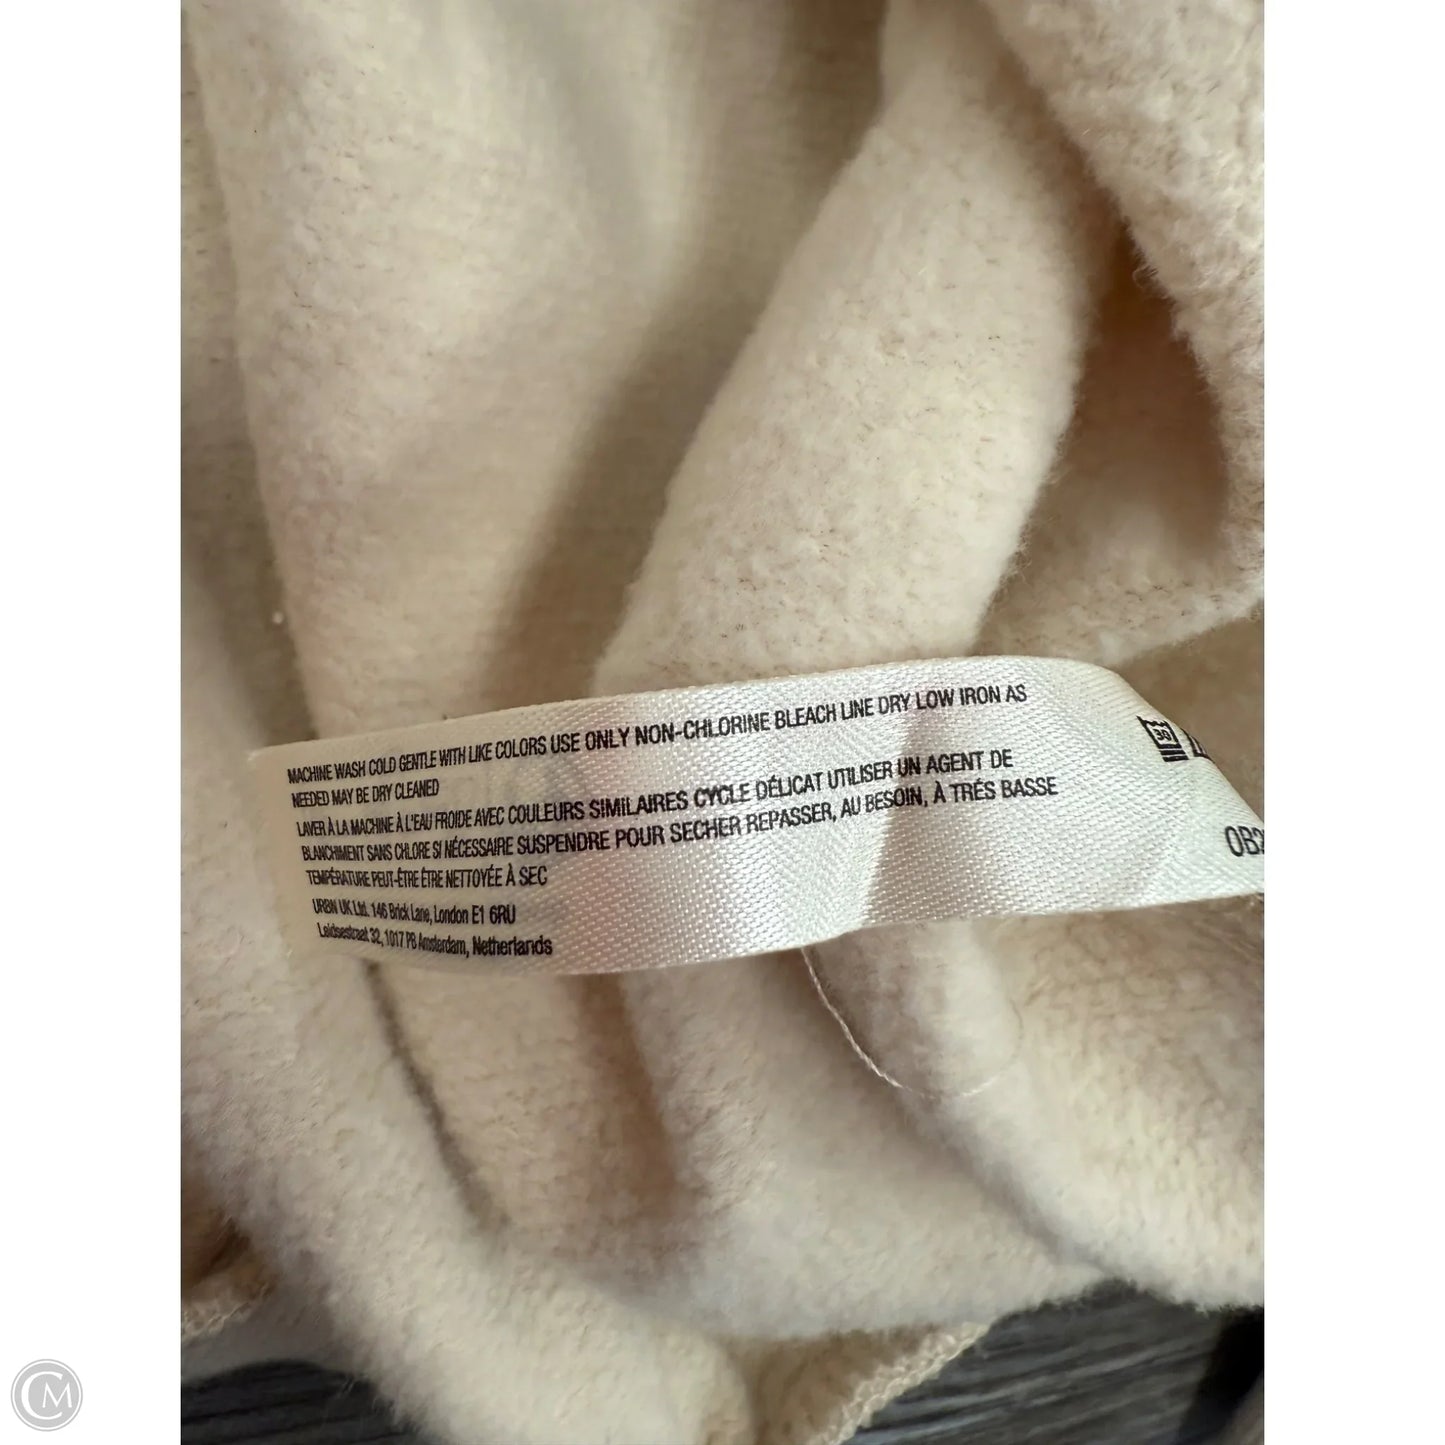 MACHINE WASH COLD GENTLE WITH LIKE COLORS USE ONLY NON-CHLORINE BLEACH LINE DRY LOW IRON AS
NEEDED MAY BE DRY CLEANED
LAVER À LA MACHINE À L'EAU FROIDE AVEC COULEURS SIMILAIRES CYCLE DÉLICAT UTILISER UN AGENT DE
BLANCHIMENT SANS CHLORE SI NÉCESSAIRE SUSPENDRE POUR SECHER REPASSER, AU BESOIN, À TRÉS BASSE
TEMPÉRATURE PEUT-ÊTRE ÊTRE NETTOYÉE À SEC
URBN UK Ltd. 146 Brick Lane, London E1 6RU
Leidsestraat 32, 1017 PB Amsterdam, Netherlands
30
CM